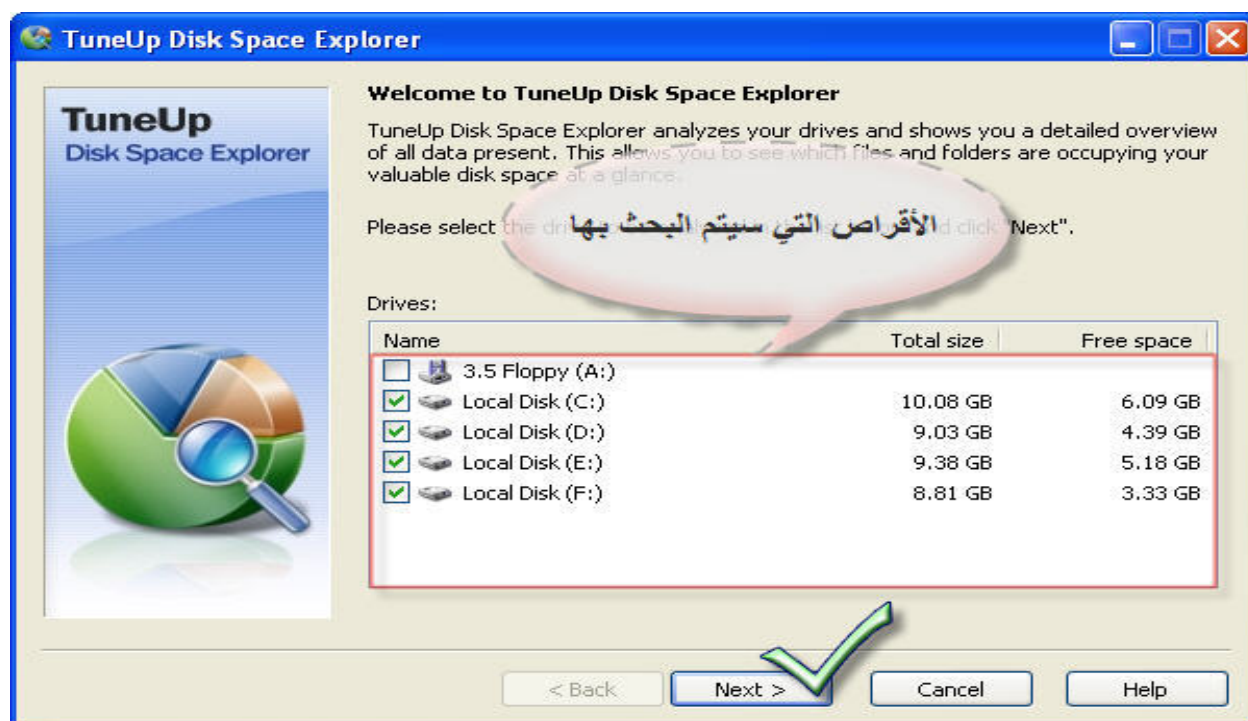 TuneUp Disk Space Explorer
TuneUp
Disk Space Explorer
Welcome to TuneUp Disk Space Explorer
TuneUp Disk Space Explorer analyzes your drives and shows you a detailed overview
of all data present. This allows you to see which files and folders are occupying your
valuable disk space at a glance.
Please select the click "Next".
الأقراص التي سيتم البحث بها
Drives:
Name Total size Free space
3.5 Floppy (A:)
Local Disk (C:) 10.08 GB 6.09 GB
Local Disk (D:) 9.03 GB 4.39 GB
Local Disk (E:) 9.38 GB 5.18 GB
Local Disk (F:) 8.81 GB 3.33 GB
< Back Next > Cancel Help